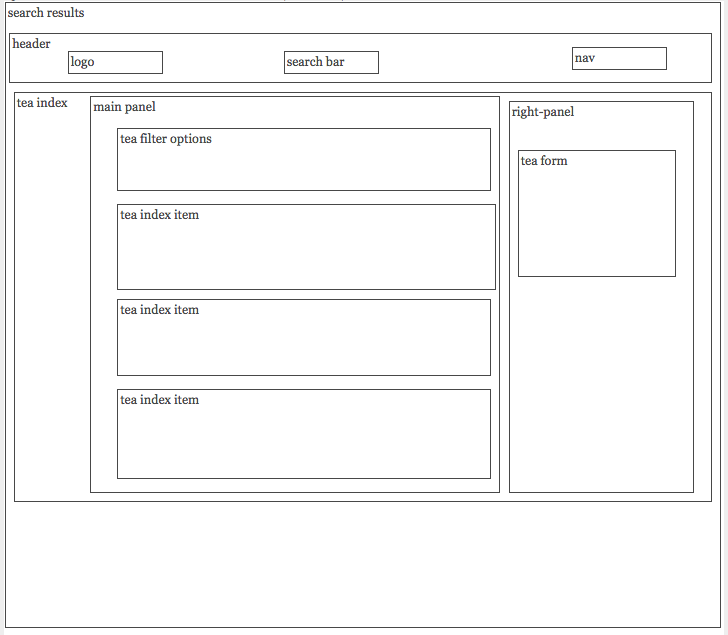 search results
header
logo
search bar
nav
tea index
main panel
right-panel
tea filter options
tea form
tea index item
tea index item
tea index item